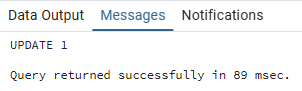 Data Output Messages Notifications
UPDATE 1
Query returned successfully in 89 msec.